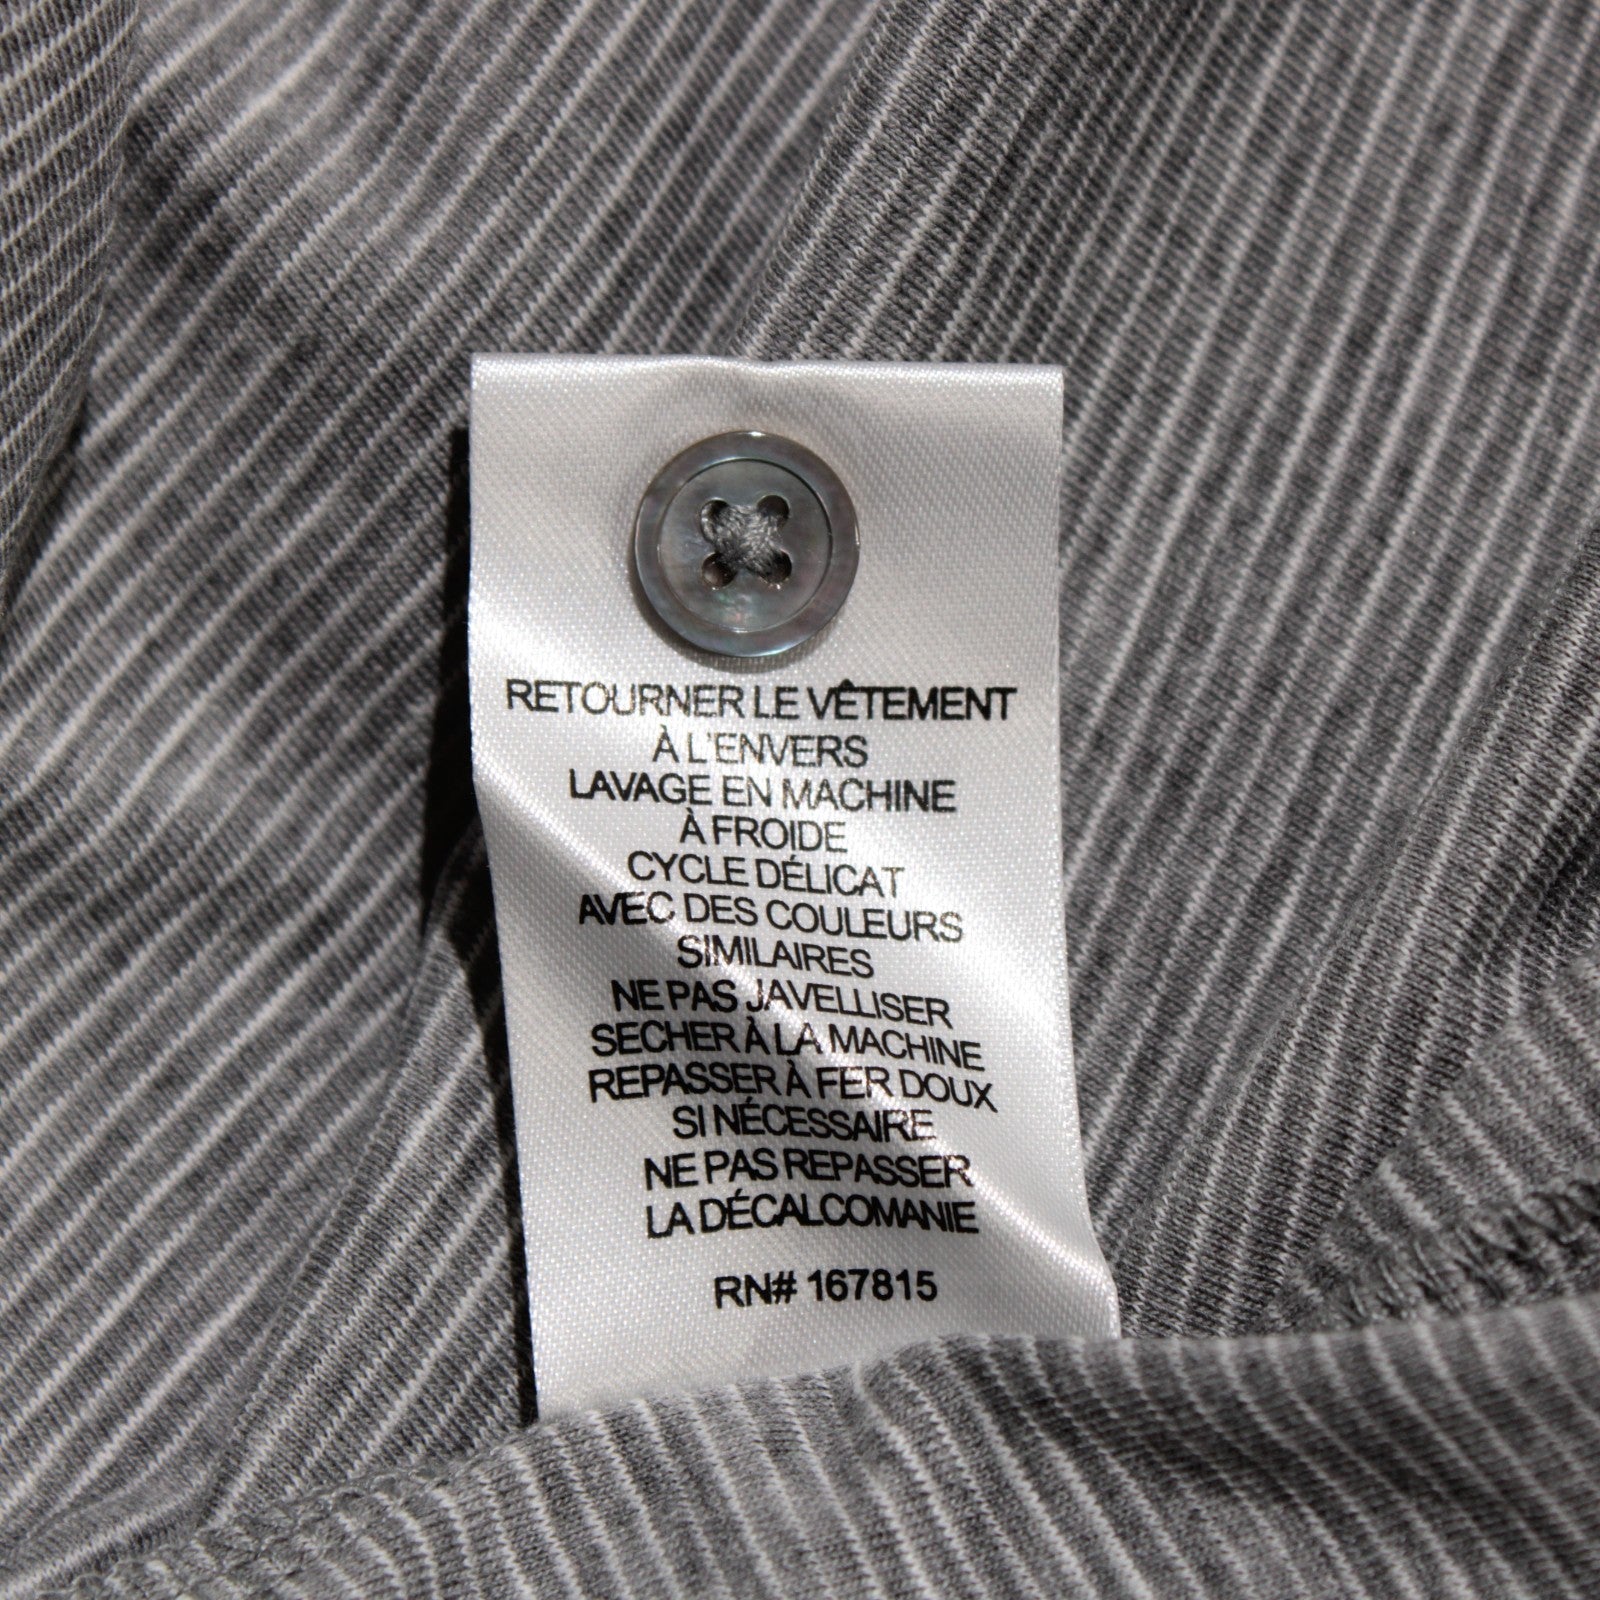 RETOURNER LE VÊTEMENT
À L'ENVERS
LAVAGE EN MACHINE
À FROIDE
CYCLE DÉLICAT
AVEC DES COULEURS
SIMILAIRES
NE PAS JAVELLISER
SECHER À LA MACHINE
REPASSER À FER DOUX
SI NÉCESSAIRE
NE PAS REPASSER
LA DÉCALCOMANIE
RN# 167815